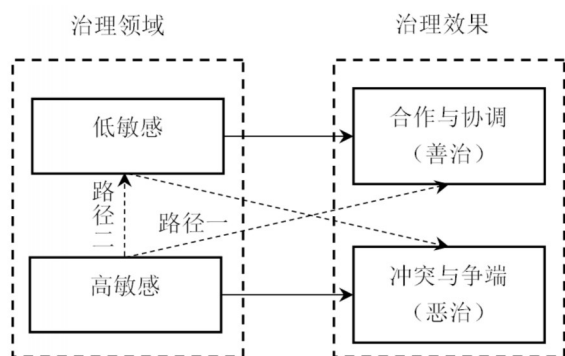 治理领域
治理效果
低敏感
合作与协调
（善治）
路径二
路径一
高敏感
冲突与争端
（恶治）